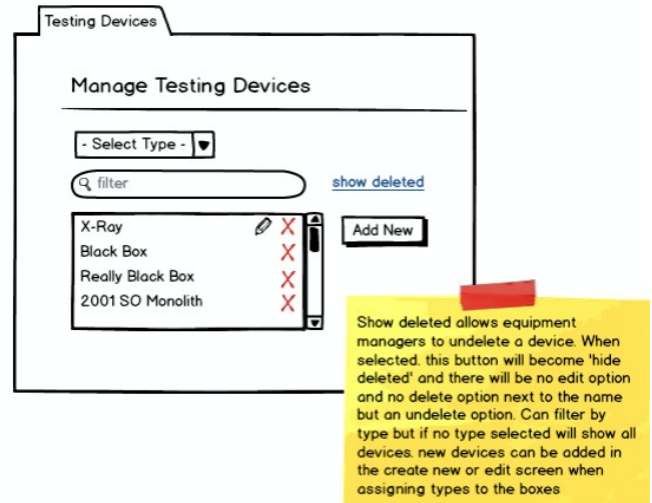 Testing Devices
Manage Testing Devices
- Select Type -
filter
show deleted
X-Ray
Add New
Black Box
Really Black Box
2001 SO Monolith
Show deleted allows equipment
managers to undelete a device. When
selected. this button will become 'hide
deleted' and there will be no edit option
and no delete option next to the name
but an undelete option. Can filter by
type but if no type selected will show all
devices. new devices can be added in
the create new or edit screen when
assigning types to the boxes